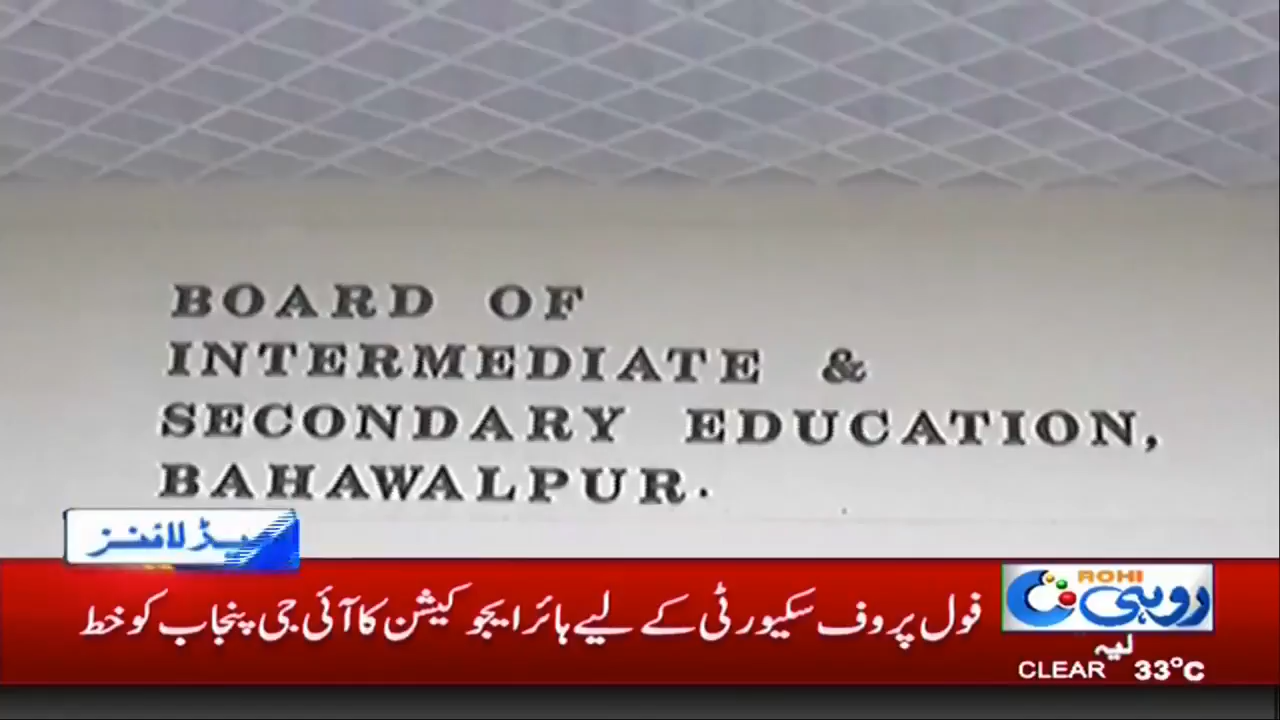 BOARD OF
INTERMEDIATE &
SECONDARY EDUCATION,
BAHAWALPUR.
ہیڈ لائنز
فول پروف سکیورٹی کے لیے ہائر ایجوکیشن کا آئی جی پنجاب کو خط
ROHI
روہی
لیہ
CLEAR 33°C